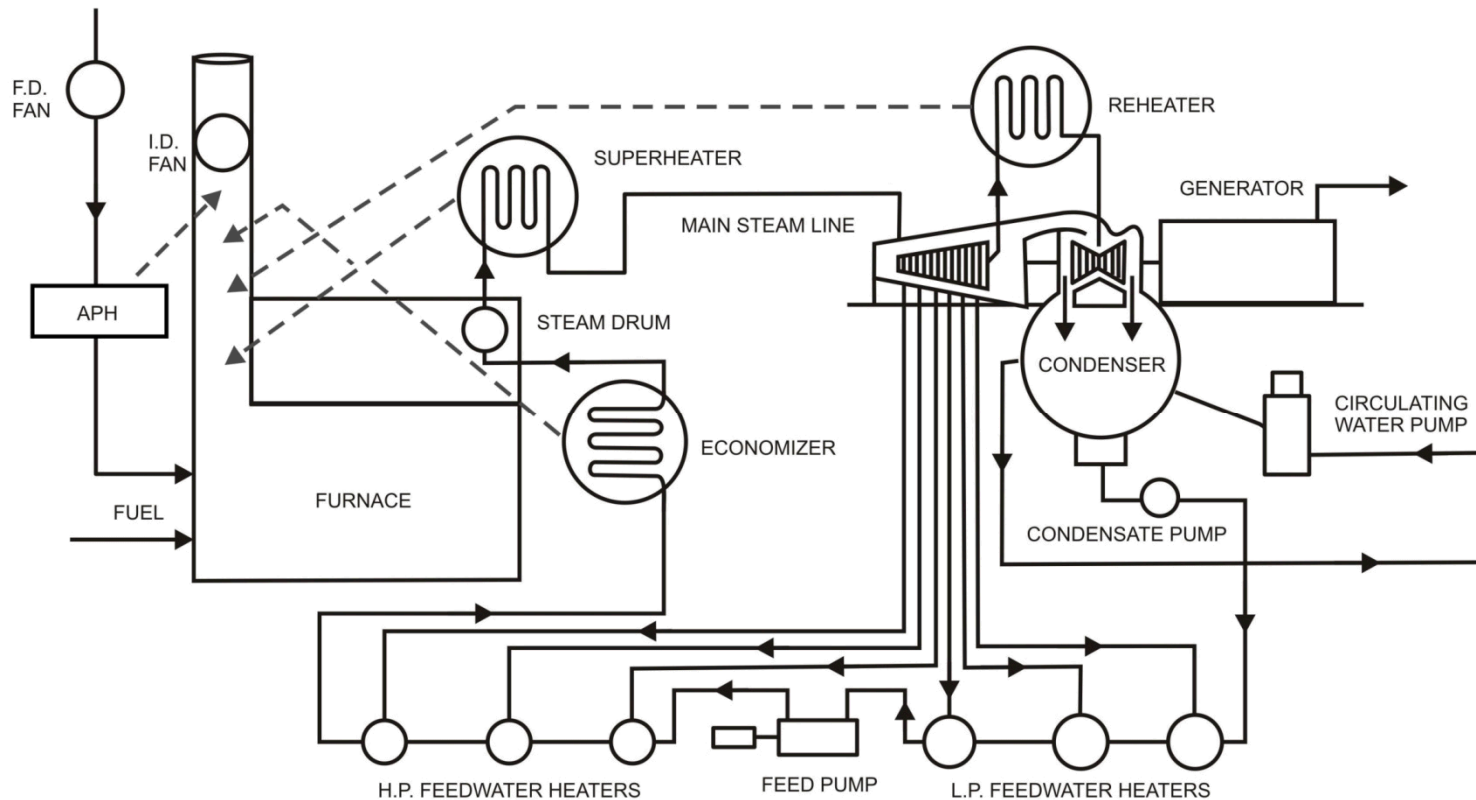 F.D.
FAN
I.D.
FAN
REHEATER
SUPERHEATER
GENERATOR
MAIN STEAM LINE
APH
STEAM DRUM
CONDENSER
CIRCULATING
WATER PUMP
ECONOMIZER
FURNACE
FUEL
CONDENSATE PUMP
H.P. FEEDWATER HEATERS
FEED PUMP
L.P. FEEDWATER HEATERS